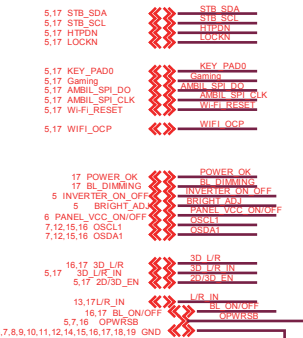 5,17 STB_SDA STB_SDA
5,17 STB_SCL STB_SCL
5,17 HTPDN HTPDN
5,17 LOCKN LOCKN
5,17 KEY_PAD0 KEY_PAD0
5,17 Gaming Gaming
5,17 AMBIL_SPI_DO AMBIL_SPI_DO
5,17 AMBIL_SPI_CLK AMBIL_SPI_CLK
5,17 Wi-Fi_RESET Wi-Fi_RESET
5,17 WIFI_OCP WIFI_OCP
17 POWER_OK POWER_OK
17 BL_DIMMING BL_DIMMING
5 INVERTER_ON_OFF INVERTER_ON_OFF
5 BRIGHT_ADJ BRIGHT_ADJ
6 PANEL_VCC_ON/OFF PANEL_VCC_ON/OFF
7,12,15,16 OSCL1 OSCL1
7,12,15,16 OSDA1 OSDA1
16,17 3D_L/R 3D_L/R
5,17 3D_L/R_IN 3D_L/R_IN
5,17 2D/3D_EN 2D/3D_EN
13,17 L/R_IN L/R_IN
16,17 BL_ON/OFF BL_ON/OFF
5,7,16 OPWRSB OPWRSB
,7,8,9,10,11,12,14,15,16,17,18,19 GND